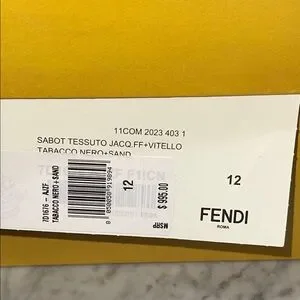 11COM 2023 403 1
SABOT TESSUTO JACQ.FF+VITELLO
TABACCO NERO+SAND
12
FENDI
ROMA
7D1676 - AJZF
TABACCO NERO+SAND
12
MSRP
$ 995.00